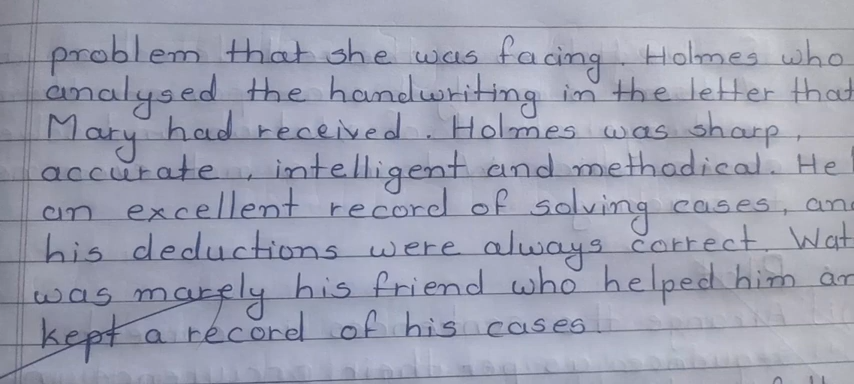 problem that she was facing. Holmes who
analysed the handwriting in the letter that
Mary had received. Holmes was sharp,
accurate, intelligent and methodical. He
an excellent record of solving cases, an
his deductions were always correct. Wat
was marely his friend who helped him an
kept a record of his cases